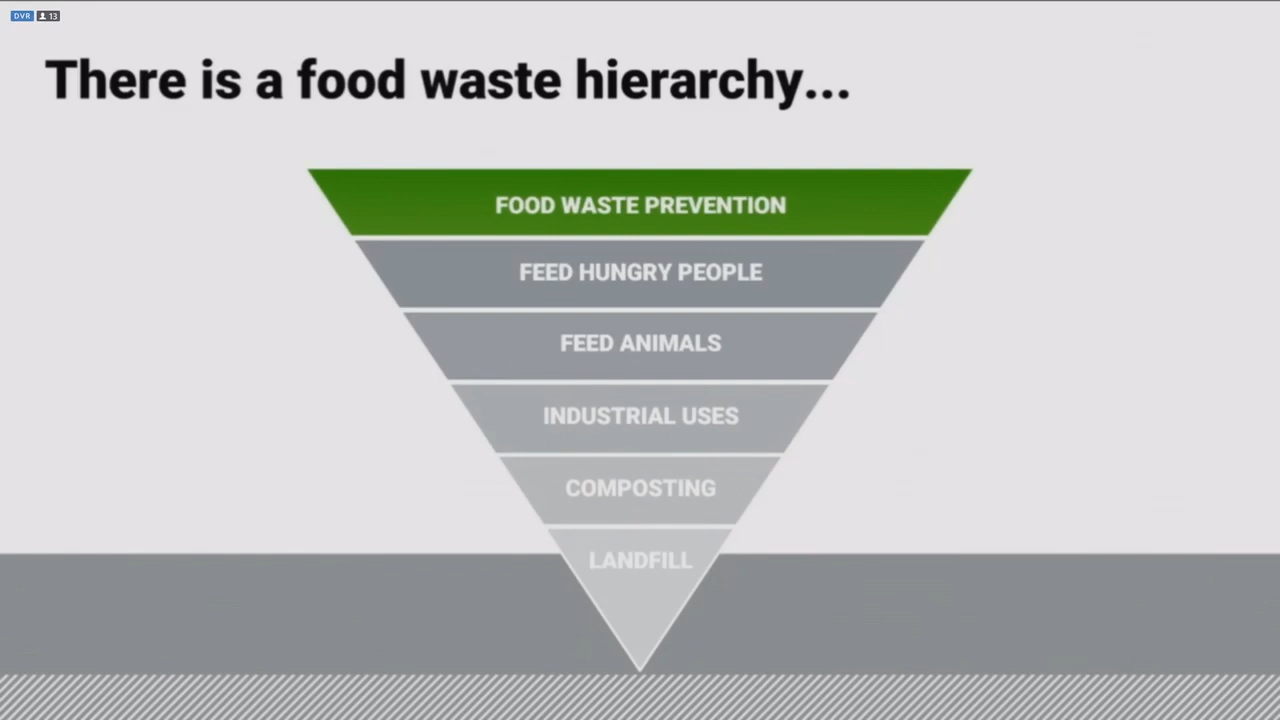 DVR 13
There is a food waste hierarchy...
FOOD WASTE PREVENTION
FEED HUNGRY PEOPLE
FEED ANIMALS
INDUSTRIAL USES
COMPOSTING
LANDFILL